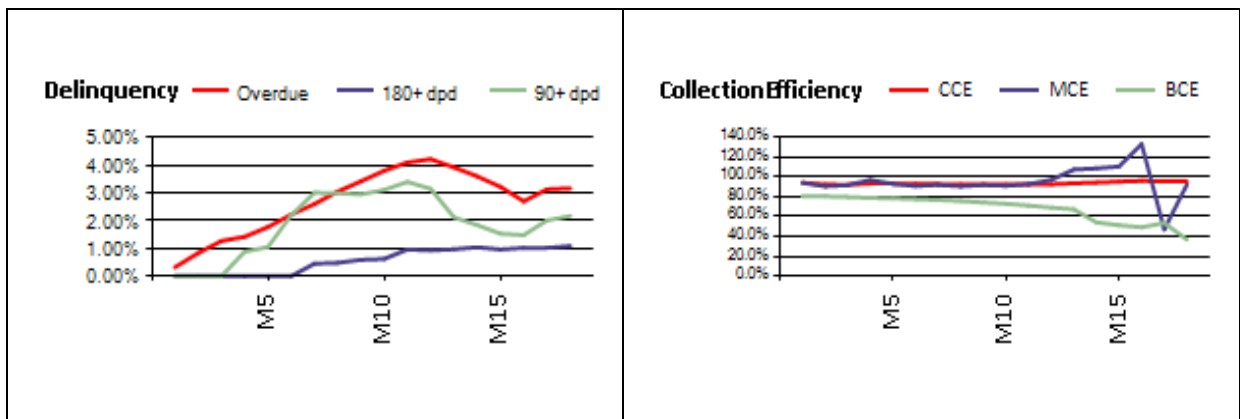 Delinquency Overdue 180+ dpd 90+ dpd
5.00%
4.00%
3.00%
2.00%
1.00%
0.00%
M5
M10
M15
Collection Efficiency CCE MCE BCE
140.0%
120.0%
100.0%
80.0%
60.0%
40.0%
20.0%
0.0%
M5
M10
M15